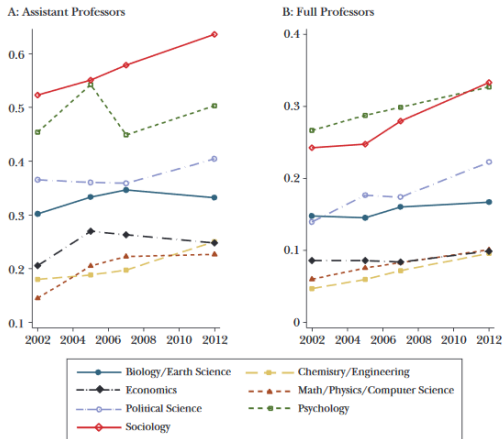 A: Assistant Professors
0.6
0.5
0.4
0.3
0.2
0.1
2002 2004 2006 2008 2010 2012
B: Full Professors
0.4
0.3
0.2
0.1
0
2002 2004 2006 2008 2010 2012
Biology/Earth Science
Chemisry/Engineering
Economics
Math/Physics/Computer Science
Political Science
Psychology
Sociology